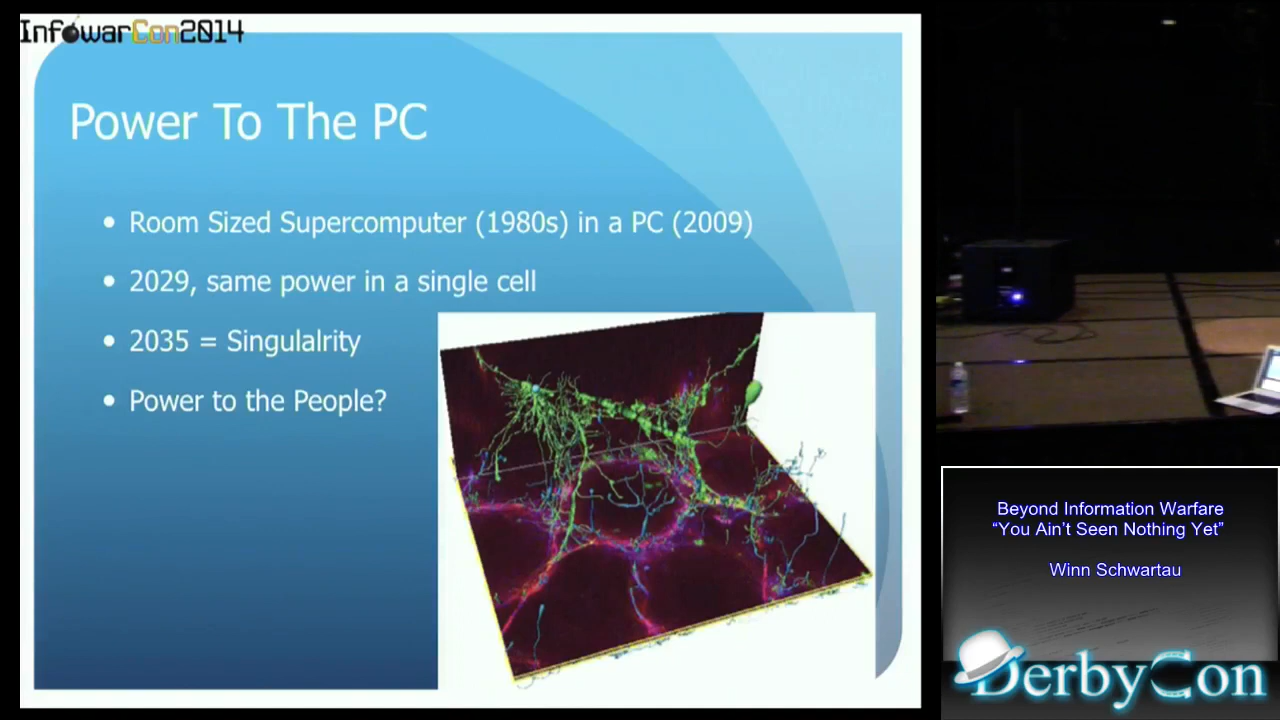 InfowarCon2014
Power To The PC
• Room Sized Supercomputer (1980s) in a PC (2009)
• 2029, same power in a single cell
• 2035 = Singulalrity
• Power to the People?
Beyond Information Warfare
“You Ain’t Seen Nothing Yet”
Winn Schwartau
DerbyCon